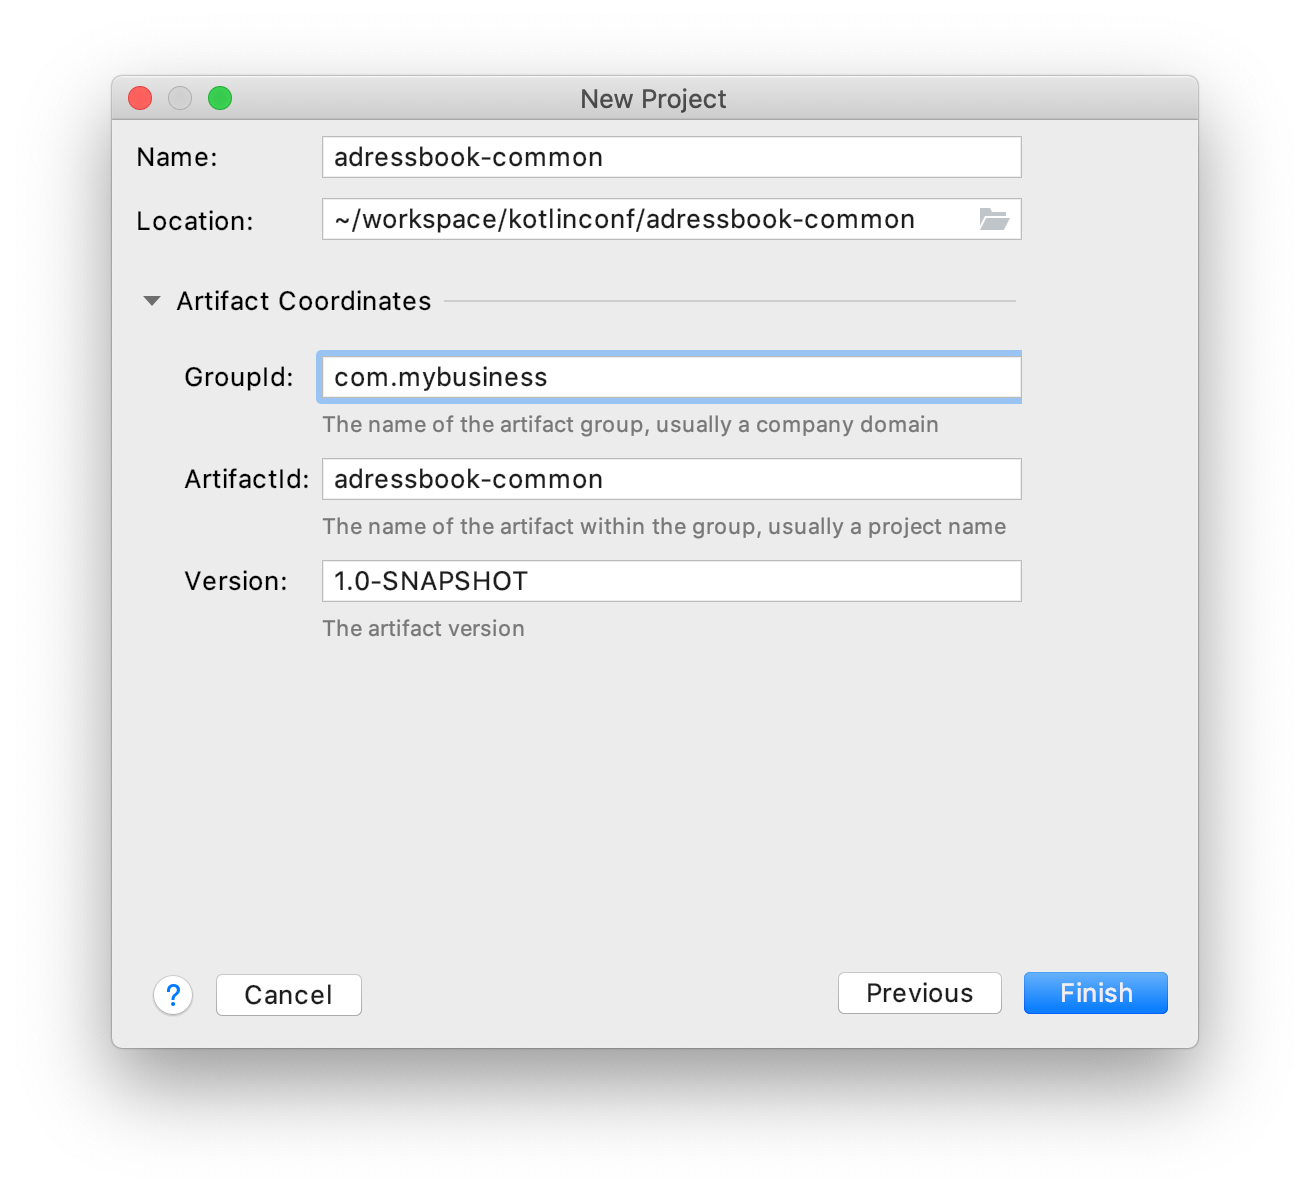 New Project
Name: adressbook-common
Location: ~/workspace/kotlinconf/adressbook-common
Artifact Coordinates
GroupId: com.mybusiness
The name of the artifact group, usually a company domain
ArtifactId: adressbook-common
The name of the artifact within the group, usually a project name
Version: 1.0-SNAPSHOT
The artifact version
? Cancel Previous Finish